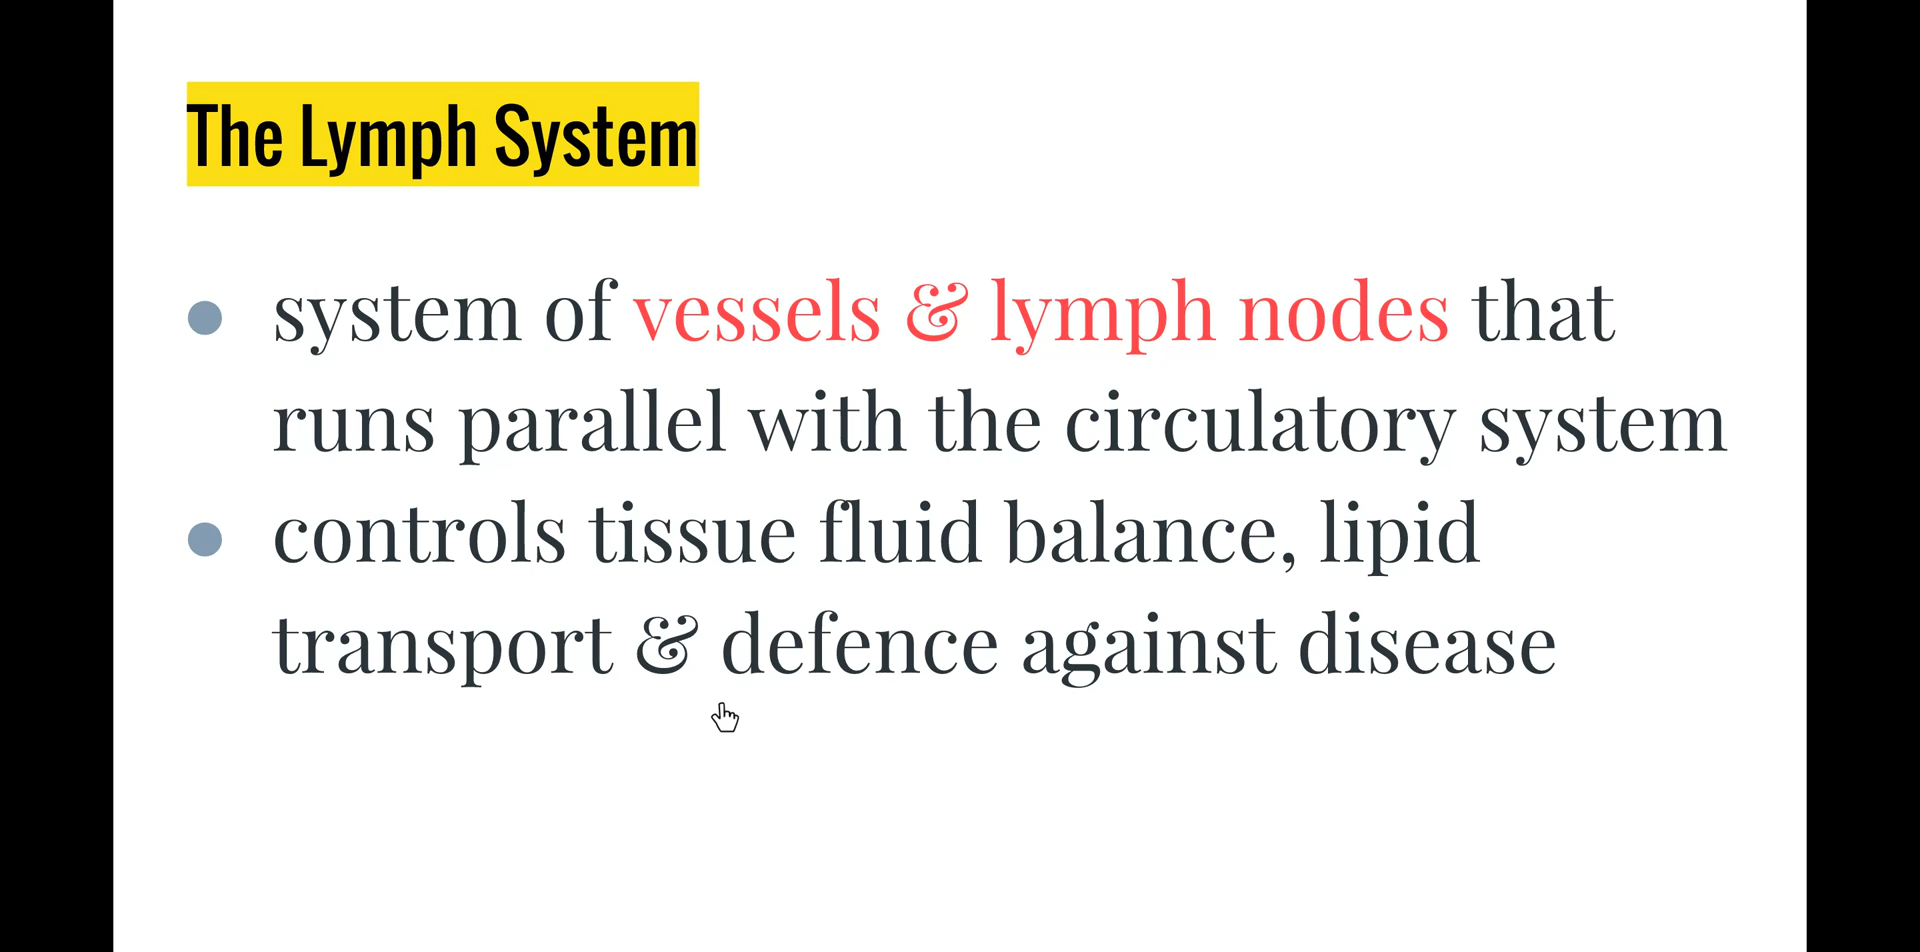 The Lymph System
● system of vessels & lymph nodes that
runs parallel with the circulatory system
● controls tissue fluid balance, lipid
transport & defence against disease